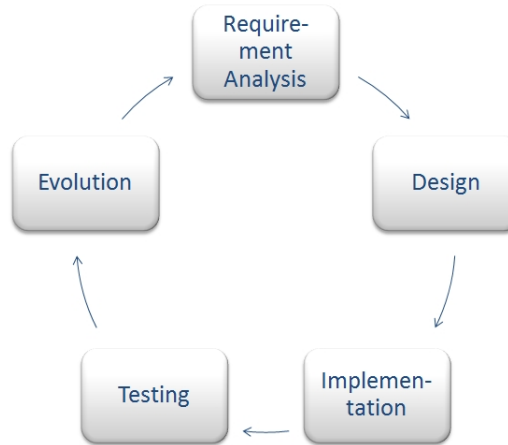 Require-
ment
Analysis
Design
Implemen-
tation
Testing
Evolution